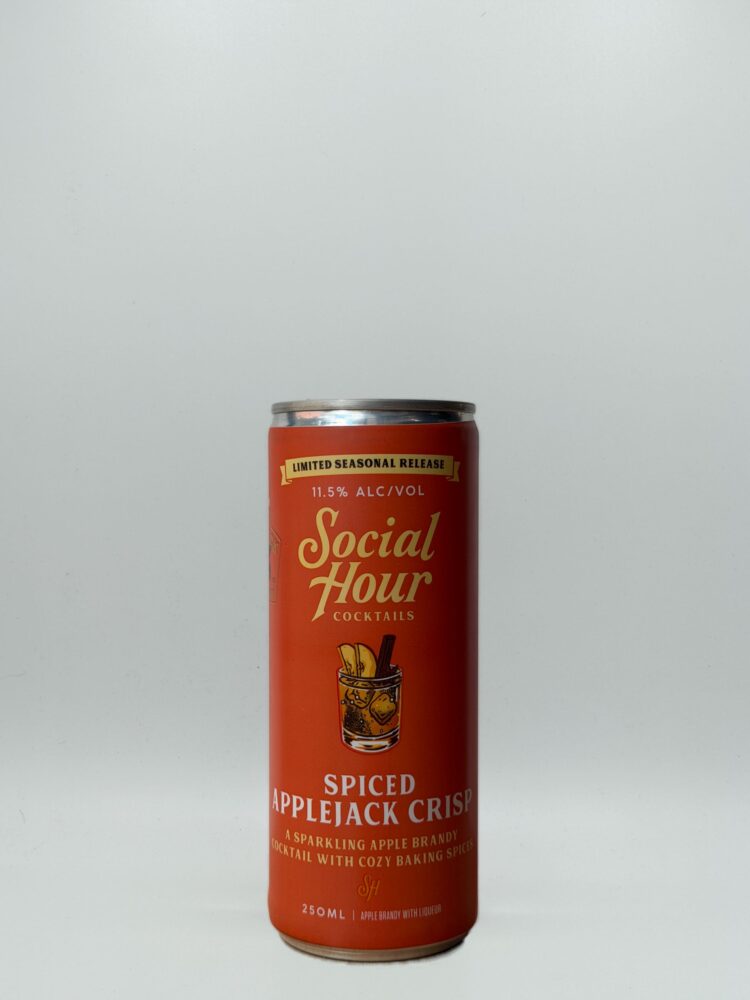 LIMITED SEASONAL RELEASE
11.5% ALC/VOL
Social
Hour
COCKTAILS
SPICED
APPLEJACK CRISP
A SPARKLING APPLE BRANDY
COCKTAIL WITH COZY BAKING SPICES
SH
250ML | APPLE BRANDY WITH LIQUEUR